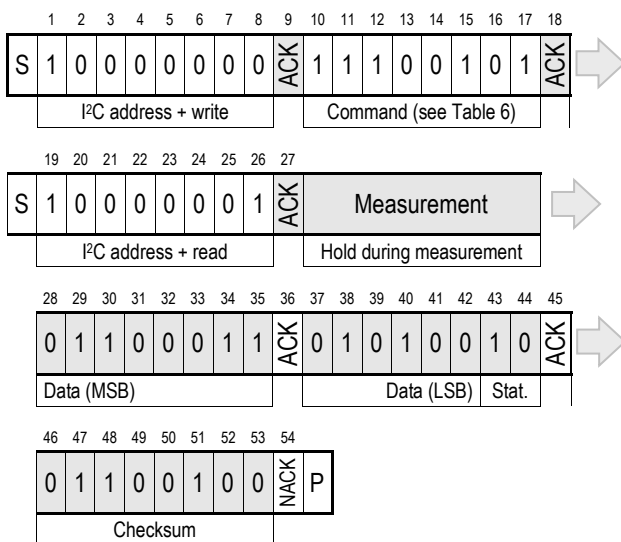 1 2 3 4 5 6 7 8 9 10 11 12 13 14 15 16 17 18
S 1 0 0 0 0 0 0 0 ACK 1 1 1 0 0 1 0 1 ACK
I²C address + write Command (see Table 6)
19 20 21 22 23 24 25 26 27
S 1 0 0 0 0 0 0 1 ACK Measurement
I²C address + read Hold during measurement
28 29 30 31 32 33 34 35 36 37 38 39 40 41 42 43 44 45
0 1 1 0 0 0 1 1 ACK 0 1 0 1 0 0 1 0 ACK
Data (MSB) Data (LSB) Stat.
46 47 48 49 50 51 52 53 54
0 1 1 0 0 1 0 0 NACK P
Checksum